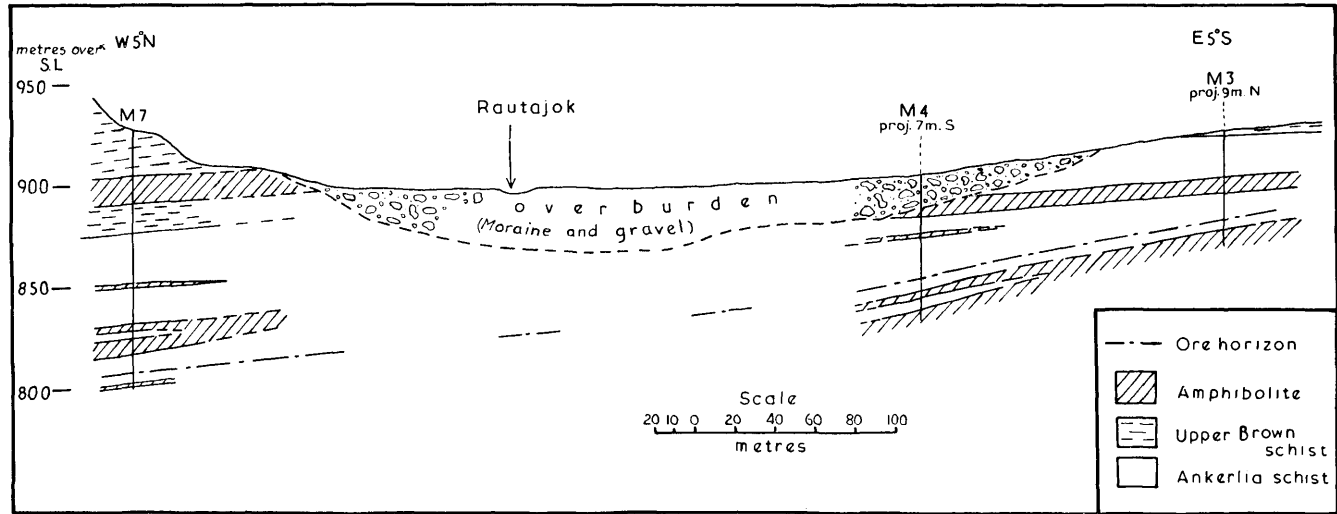 metres over
S.L
W5°N
E5°S
950
900
850
800
M7
Rautajok
M4
proj. 7m. S
M3
proj. 9m. N
overburden
(Moraine and gravel)
Scale
20 10 0 20 40 60 80 100
metres
Ore horizon
Amphibolite
Upper Brown
schist
Ankerlia schist